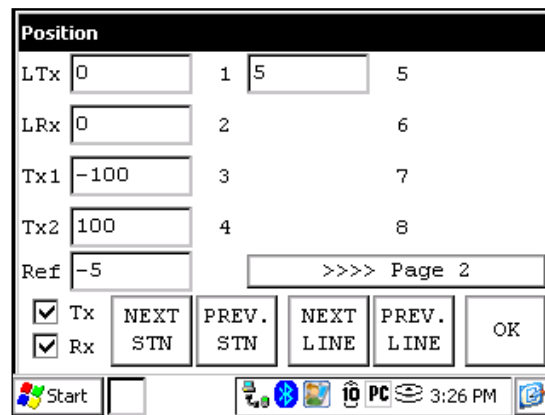 Position
LTx 0 1 5 5
LRx 0 2 6
Tx1 -100 3 7
Tx2 100 4 8
Ref -5 >>>> Page 2
Tx NEXT STN PREV. STN NEXT LINE PREV. LINE OK
Rx
Start PC 3:26 PM